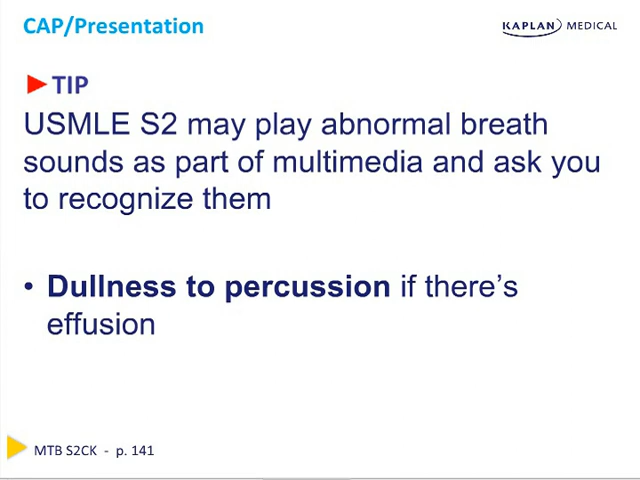 CAP/Presentation
KAPLAN MEDICAL
►TIP
USMLE S2 may play abnormal breath
sounds as part of multimedia and ask you
to recognize them
• Dullness to percussion if there’s
effusion
MTB S2CK - p. 141